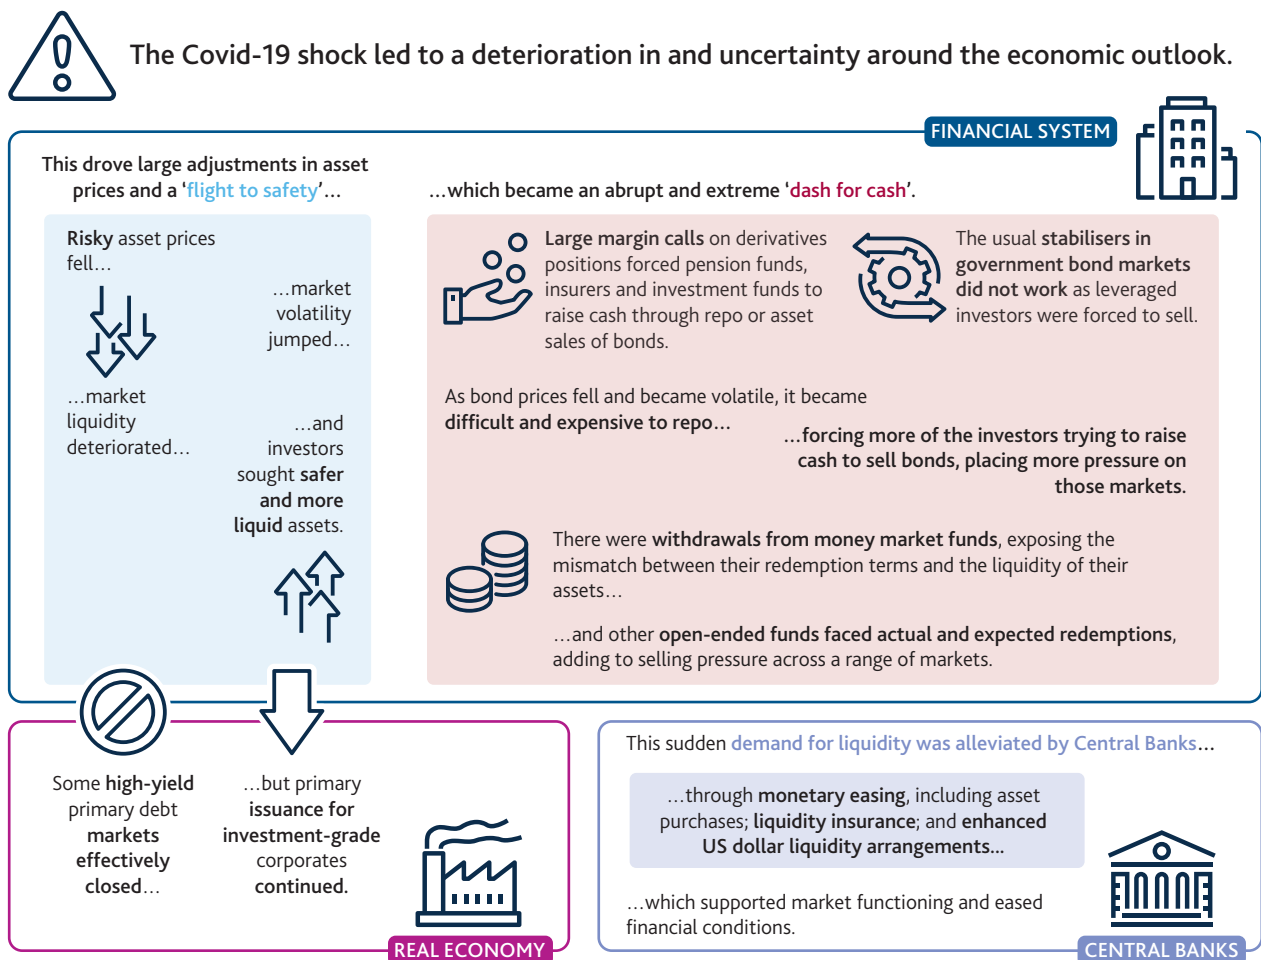 The Covid-19 shock led to a deterioration in and uncertainty around the economic outlook.
FINANCIAL SYSTEM
This drove large adjustments in asset
prices and a ‘flight to safety’…
Risky asset prices
fell…
…market
volatility
jumped…
…market
liquidity
deteriorated…
…and
investors
sought safer
and more
liquid assets.
…which became an abrupt and extreme ‘dash for cash’.
Large margin calls on derivatives
positions forced pension funds,
insurers and investment funds to
raise cash through repo or asset
sales of bonds.
The usual stabilisers in
government bond markets
did not work as leveraged
investors were forced to sell.
As bond prices fell and became volatile, it became
difficult and expensive to repo…
…forcing more of the investors trying to raise
cash to sell bonds, placing more pressure on
those markets.
There were withdrawals from money market funds, exposing the
mismatch between their redemption terms and the liquidity of their
assets…
…and other open-ended funds faced actual and expected redemptions,
adding to selling pressure across a range of markets.
Some high-yield
primary debt
markets
effectively
closed…
…but primary
issuance for
investment-grade
corporates
continued.
REAL ECONOMY
This sudden demand for liquidity was alleviated by Central Banks…
…through monetary easing, including asset
purchases; liquidity insurance; and enhanced
US dollar liquidity arrangements...
…which supported market functioning and eased
financial conditions.
CENTRAL BANKS